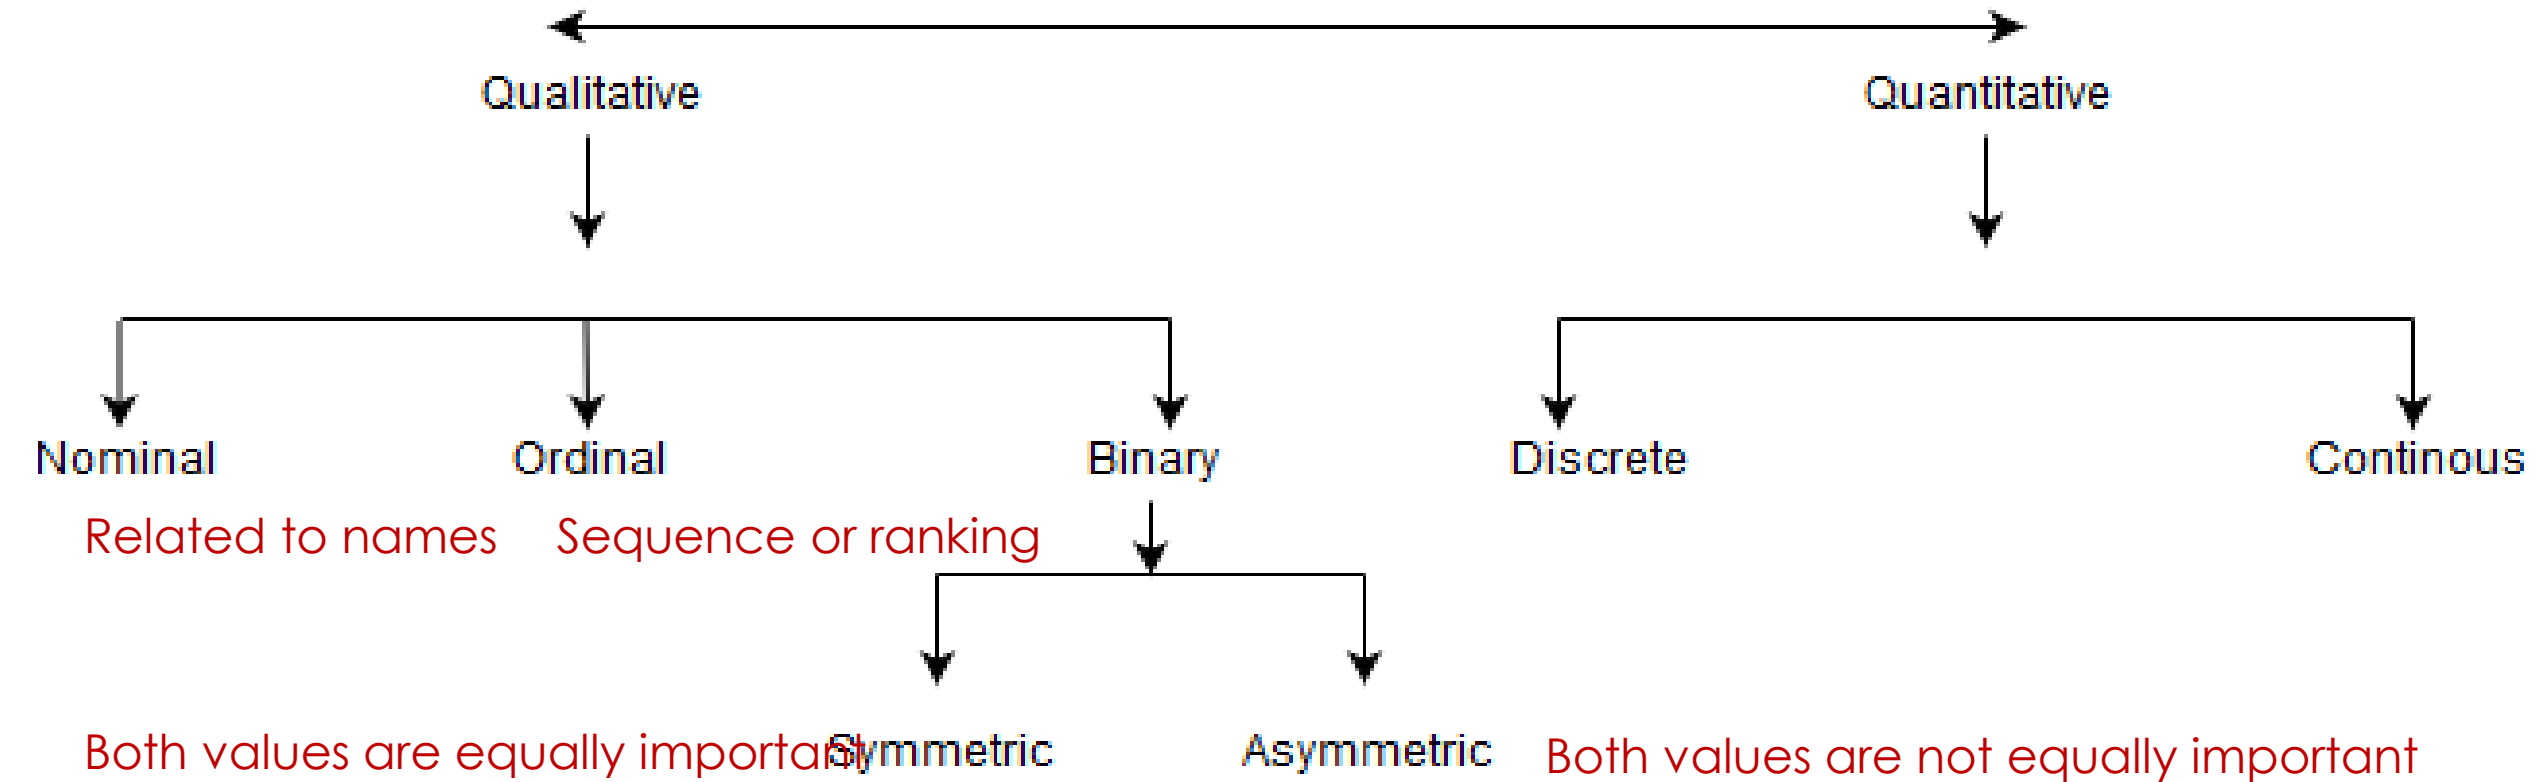 Qualitative Quantitative
Nominal Ordinal Binary Discrete Continous
Related to names Sequence or ranking
Both values are equally important Symmetric Asymmetric Both values are not equally important